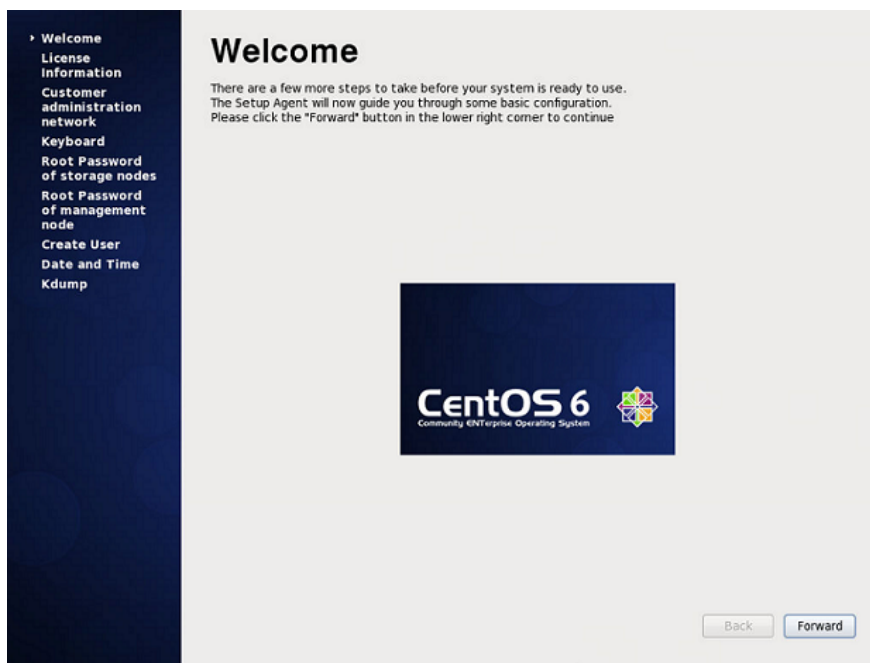 Welcome
License
Information
Customer
administration
network
Keyboard
Root Password
of storage nodes
Root Password
of management
node
Create User
Date and Time
Kdump
Welcome
There are a few more steps to take before your system is ready to use.
The Setup Agent will now guide you through some basic configuration.
Please click the "Forward" button in the lower right corner to continue
CentOS 6
Community ENTerprise Operating System
Back
Forward